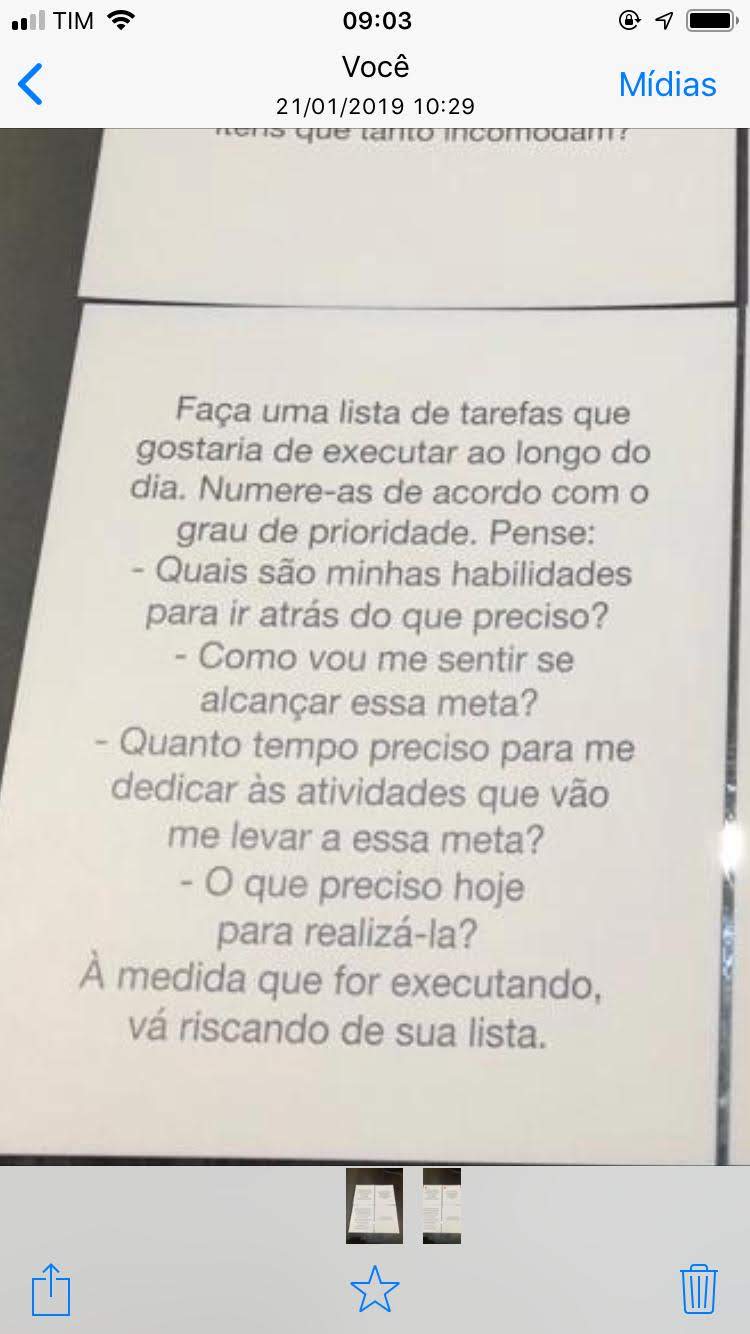 TIM
09:03
Você
21/01/2019 10:29
Mídias
itens que tanto incomodam?
Faça uma lista de tarefas que
gostaria de executar ao longo do
dia. Numere-as de acordo com o
grau de prioridade. Pense:
- Quais são minhas habilidades
para ir atrás do que preciso?
- Como vou me sentir se
alcançar essa meta?
- Quanto tempo preciso para me
dedicar às atividades que vão
me levar a essa meta?
- O que preciso hoje
para realizá-la?
À medida que for executando,
vá riscando de sua lista.